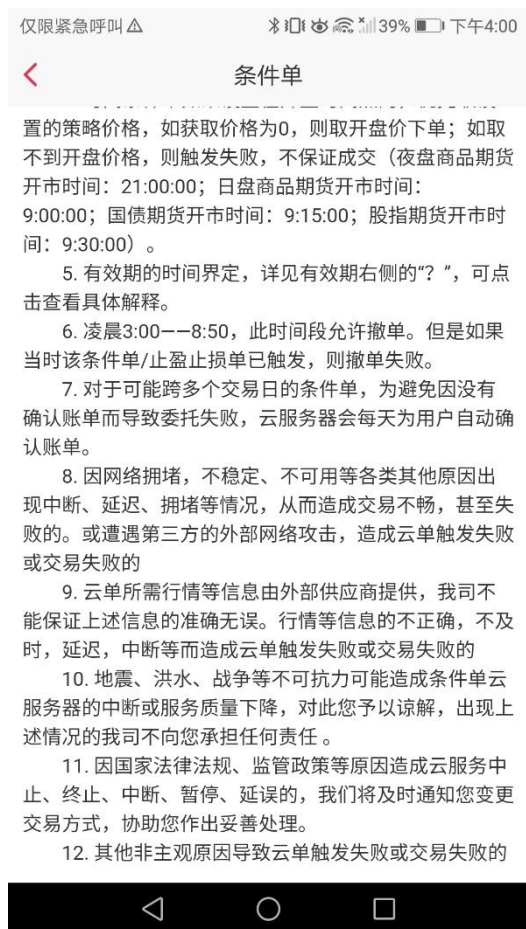 仅限紧急呼叫 39% 下午4:00
条件单
置的策略价格，如获取价格为0，则取开盘价下单；如取
不到开盘价格，则触发失败，不保证成交（夜盘商品期货
开市时间：21:00:00；日盘商品期货开市时间：
9:00:00；国债期货开市时间：9:15:00；股指期货开市时
间：9:30:00）。
5. 有效期的时间界定，详见有效期右侧的“？”，可点
击查看具体解释。
6. 凌晨3:00——8:50，此时间段允许撤单。但是如果
当时该条件单/止盈止损单已触发，则撤单失败。
7. 对于可能跨多个交易日的条件单，为避免因没有
确认账单而导致委托失败，云服务器会每天为用户自动确
认账单。
8. 因网络拥堵，不稳定、不可用等各类其他原因出
现中断、延迟、拥堵等情况，从而造成交易不畅，甚至失
败的。或遭遇第三方的外部网络攻击，造成云单触发失败
或交易失败的
9. 云单所需行情等信息由外部供应商提供，我司不
能保证上述信息的准确无误。行情等信息的不正确，不及
时，延迟，中断等而造成云单触发失败或交易失败的
10. 地震、洪水、战争等不可抗力可能造成条件单云
服务器的中断或服务质量下降，对此您予以谅解，出现上
述情况的我司不向您承担任何责任 。
11. 因国家法律法规、监管政策等原因造成云服务中
止、终止、中断、暂停、延误的，我们将及时通知您变更
交易方式，协助您作出妥善处理。
12. 其他非主观原因导致云单触发失败或交易失败的